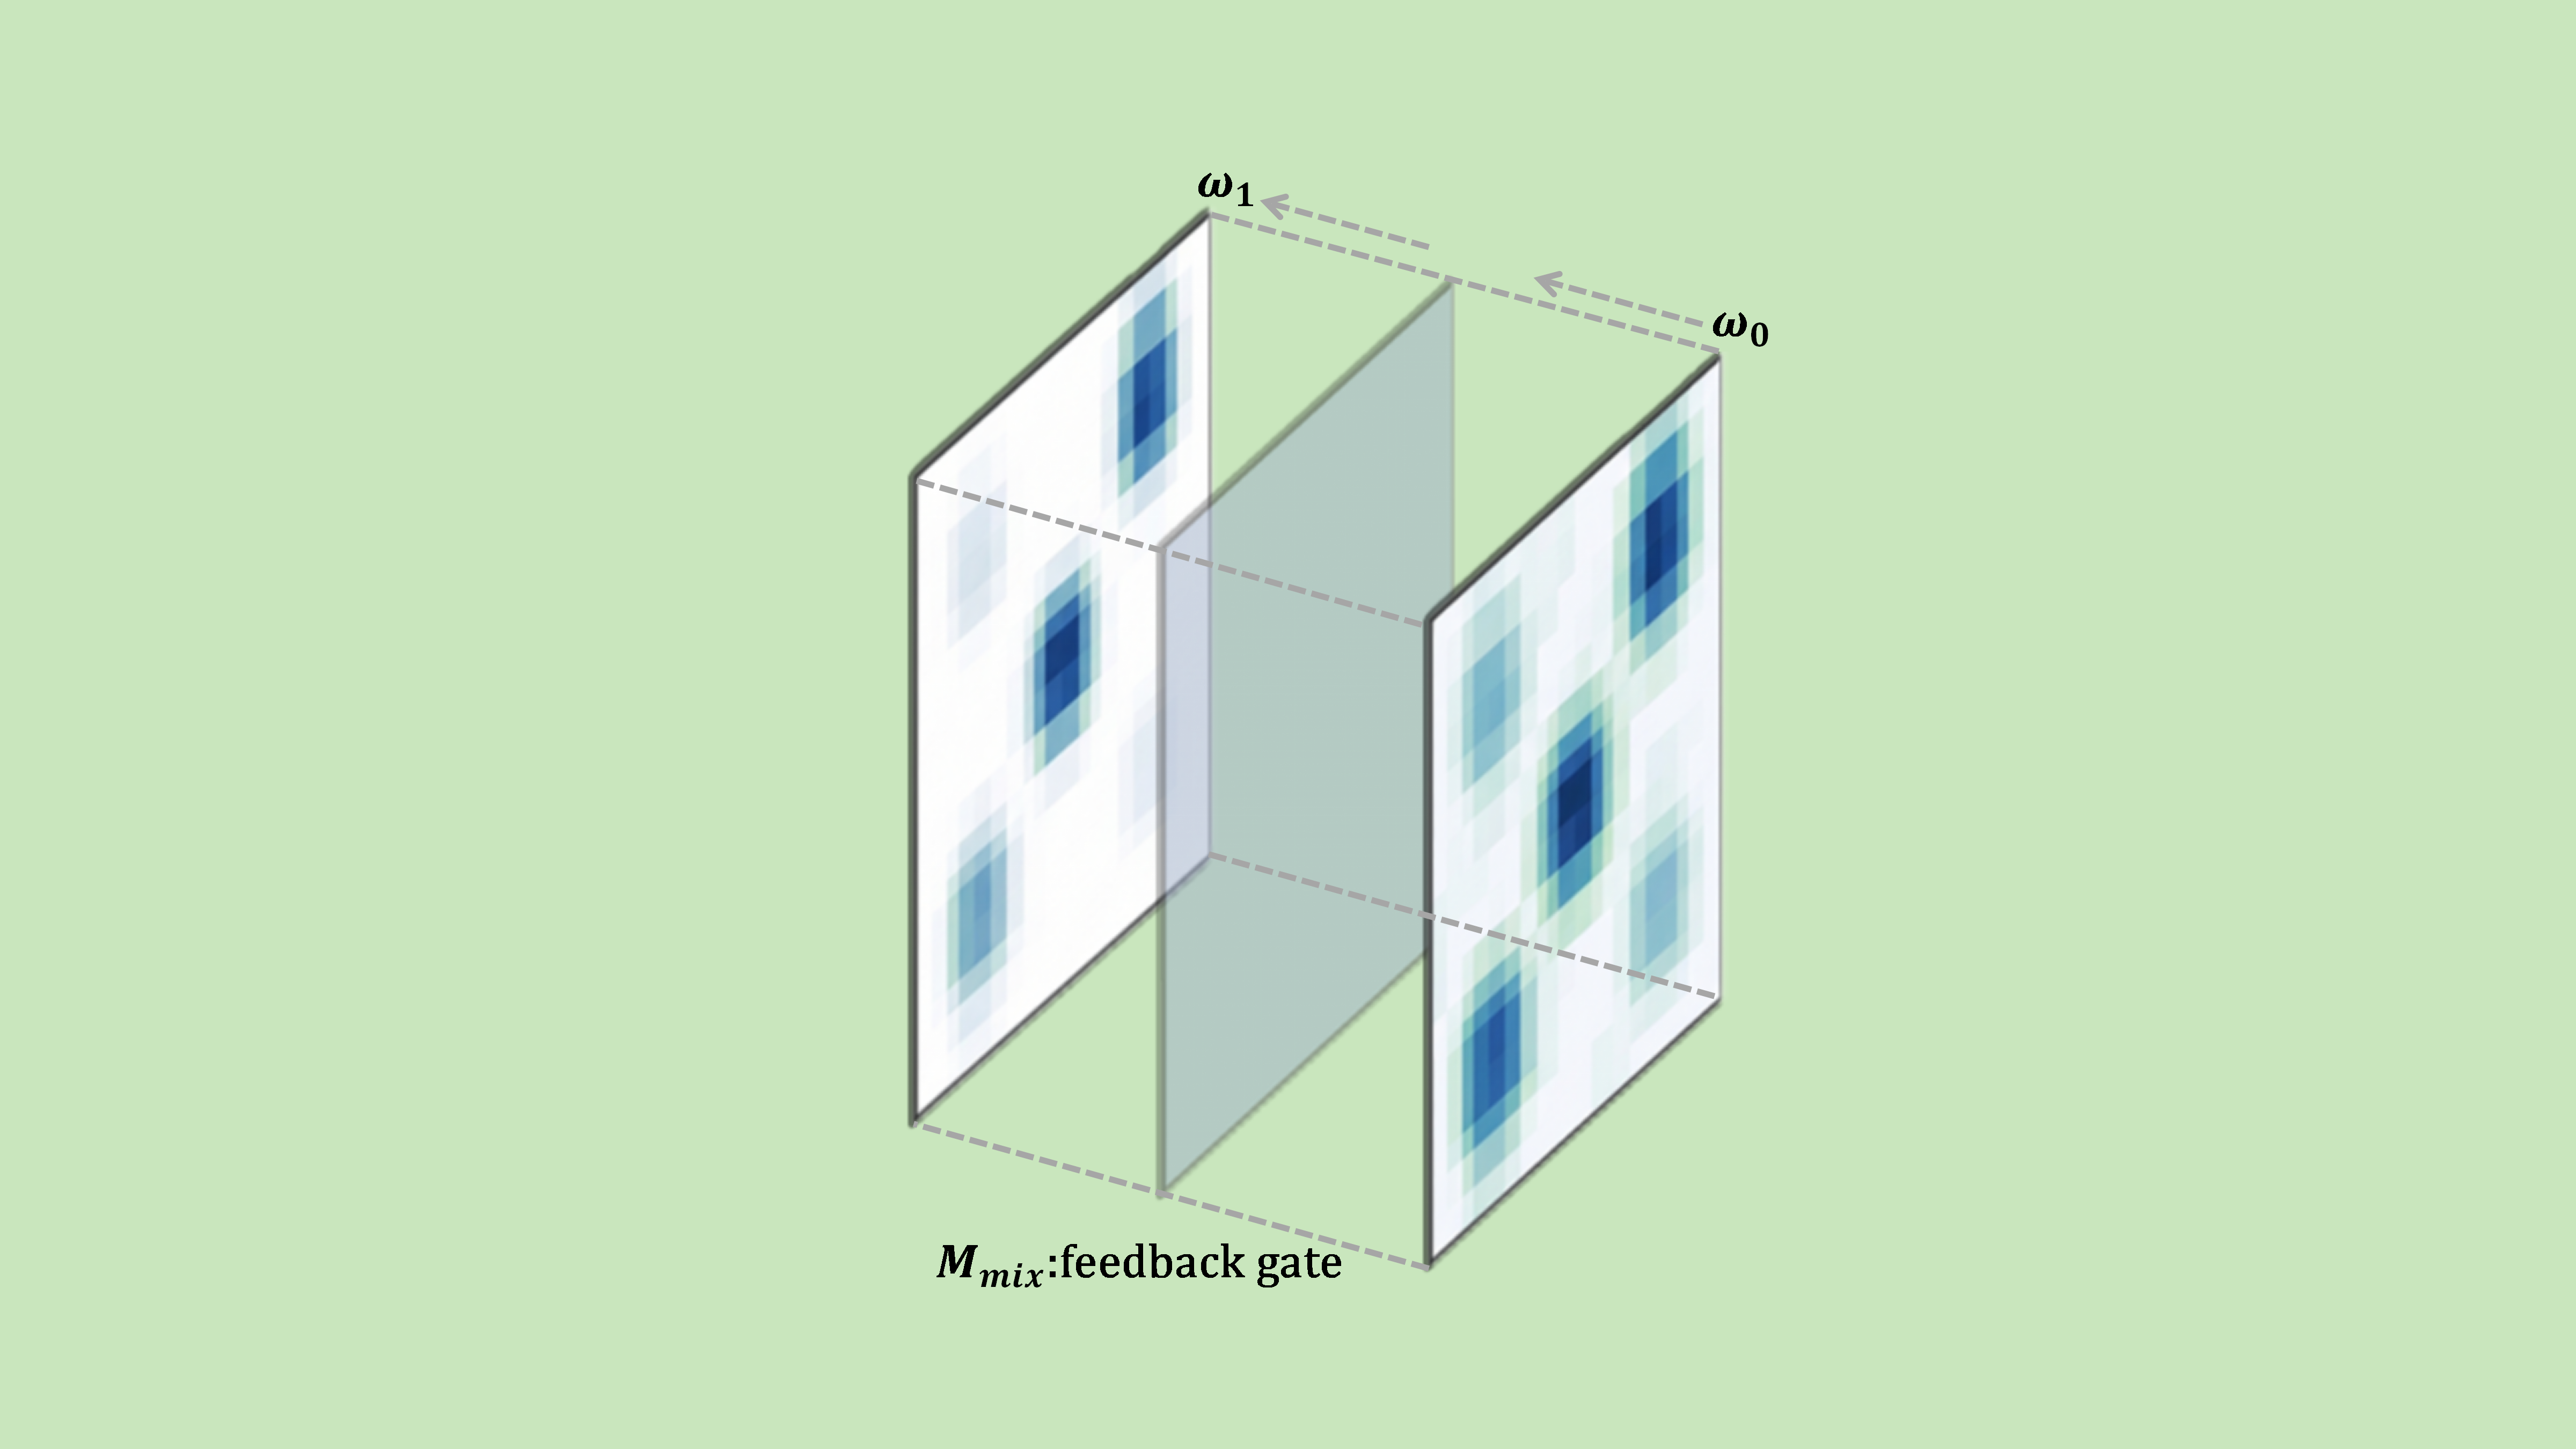 ω₁
ω₀
M_mix:feedback gate